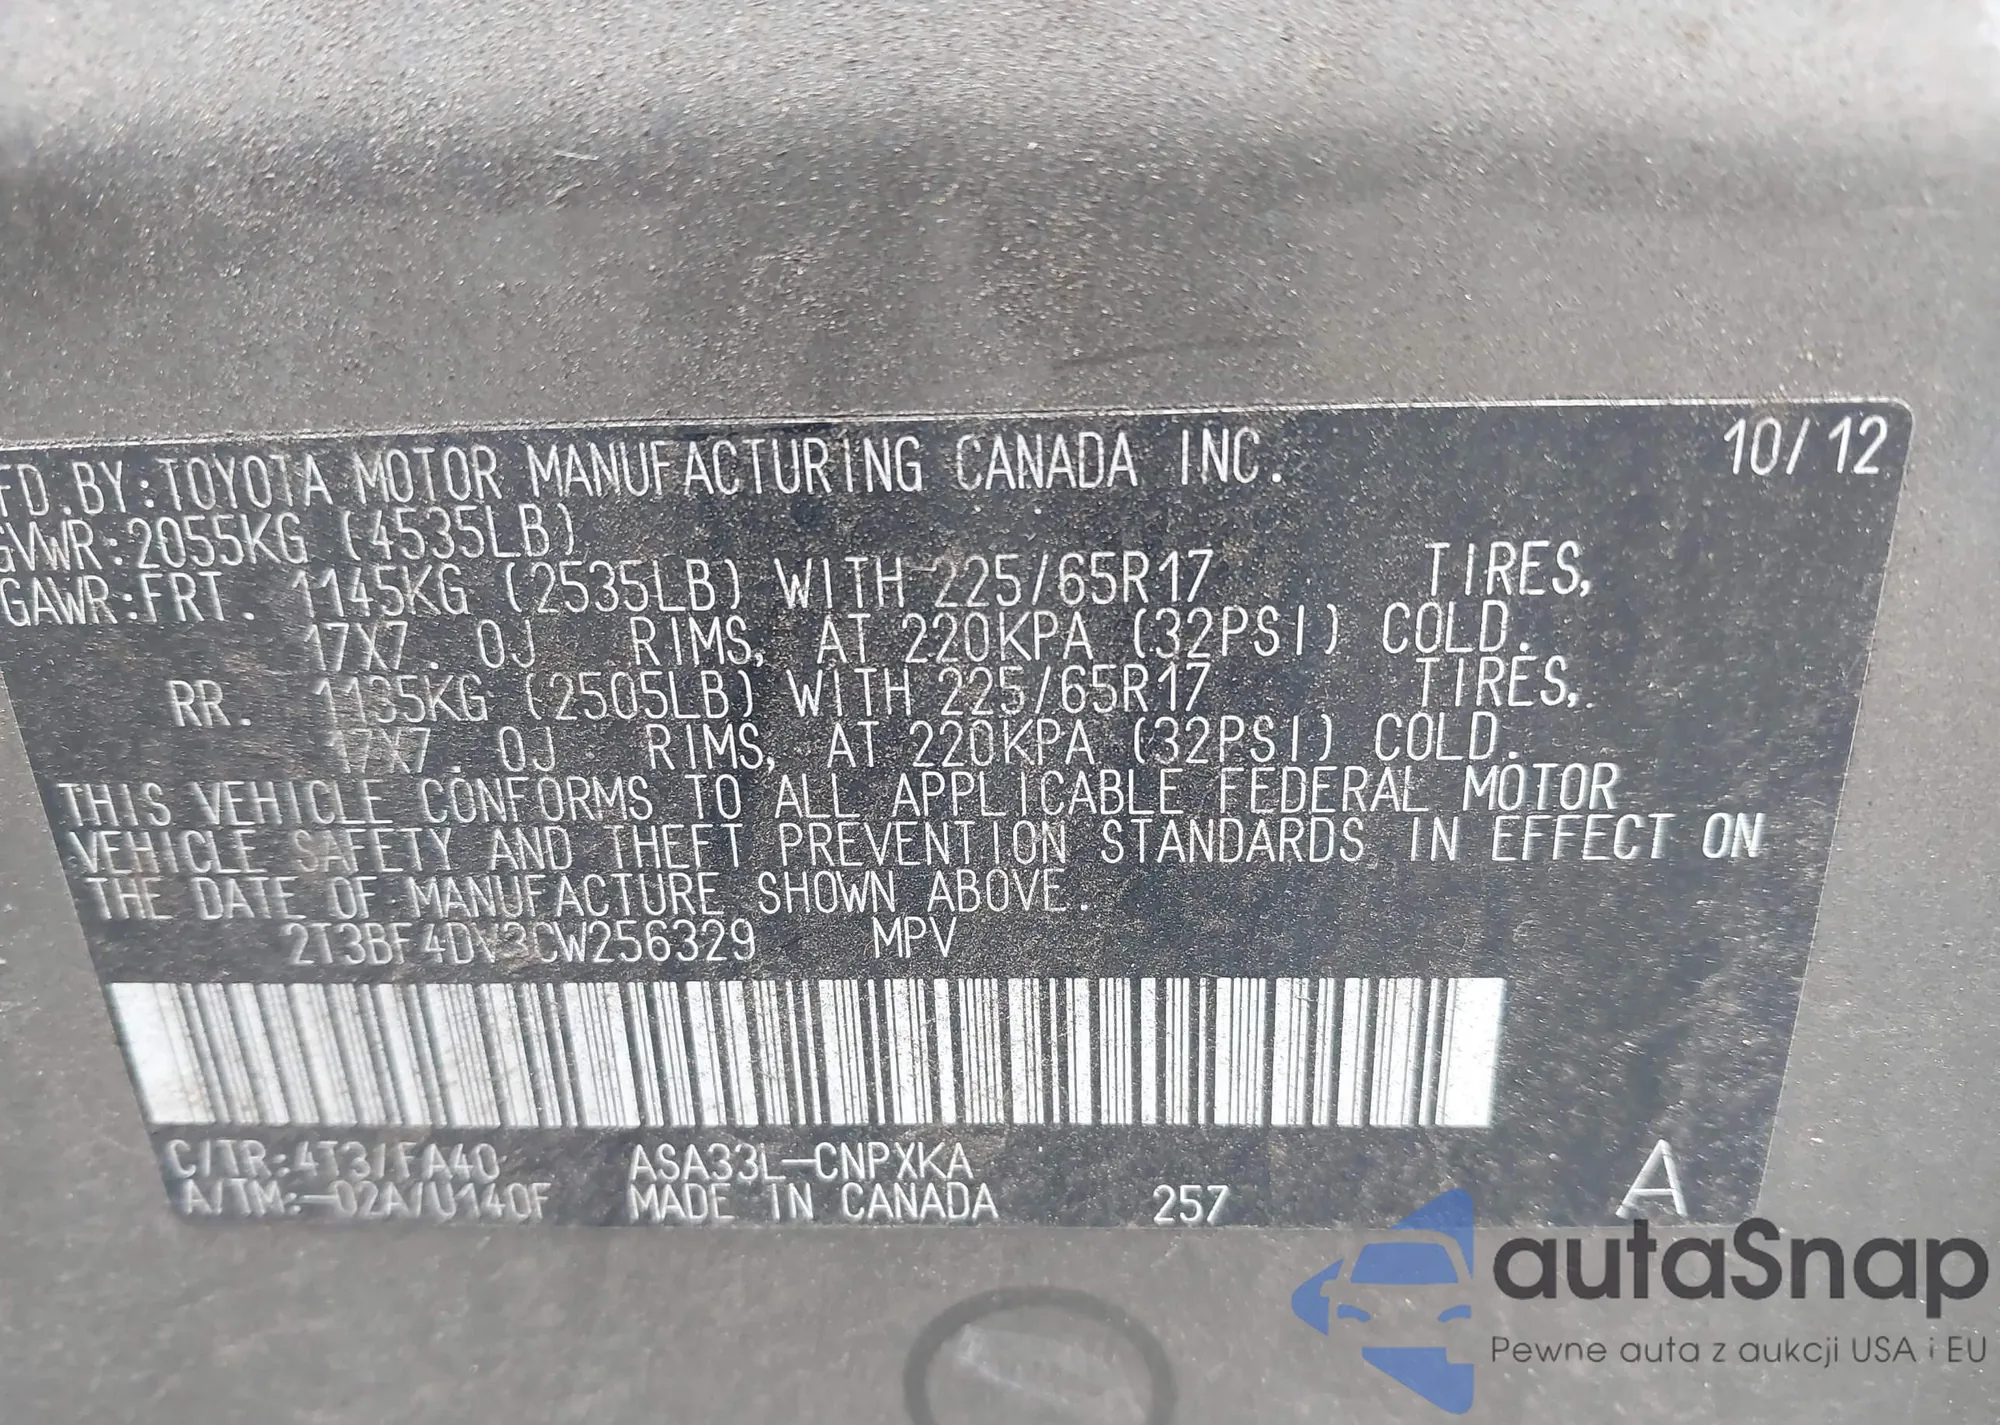 FD. BY:TOYOTA MOTOR MANUFACTURING CANADA INC. 10/12
GVWR:2055KG (4535LB)
GAWR:FRT. 1145KG (2535LB) WITH 225/65R17 TIRES,
17X7.0J RIMS, AT 220KPA (32PSI) COLD.
RR. 1135KG (2505LB) WITH 225/65R17 TIRES,
17X7.0J RIMS, AT 220KPA (32PSI) COLD.
THIS VEHICLE CONFORMS TO ALL APPLICABLE FEDERAL MOTOR
VEHICLE SAFETY AND THEFT PREVENTION STANDARDS IN EFFECT ON
THE DATE OF MANUFACTURE SHOWN ABOVE.
2T3BF4DV3CW256329 MPV
C/TR:4T3/FA40 ASA33L-CNPXKA
A/TM:-02A/U140F MADE IN CANADA 257 A
autaSnap
Pewne auta z aukcji USA i EU